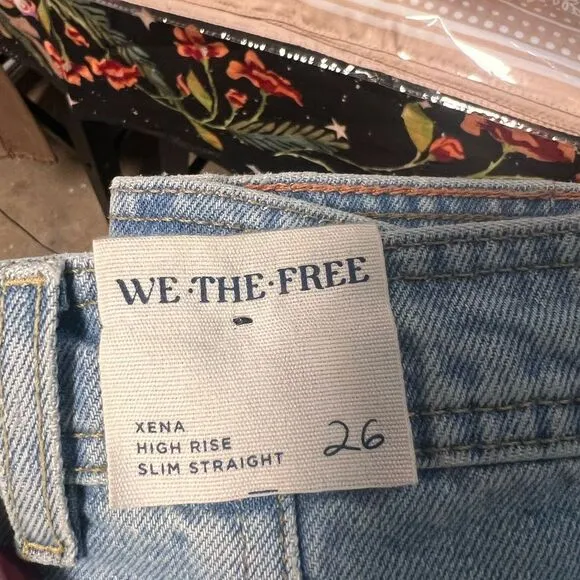 WE·THE·FREE
XENA
HIGH RISE
SLIM STRAIGHT
26